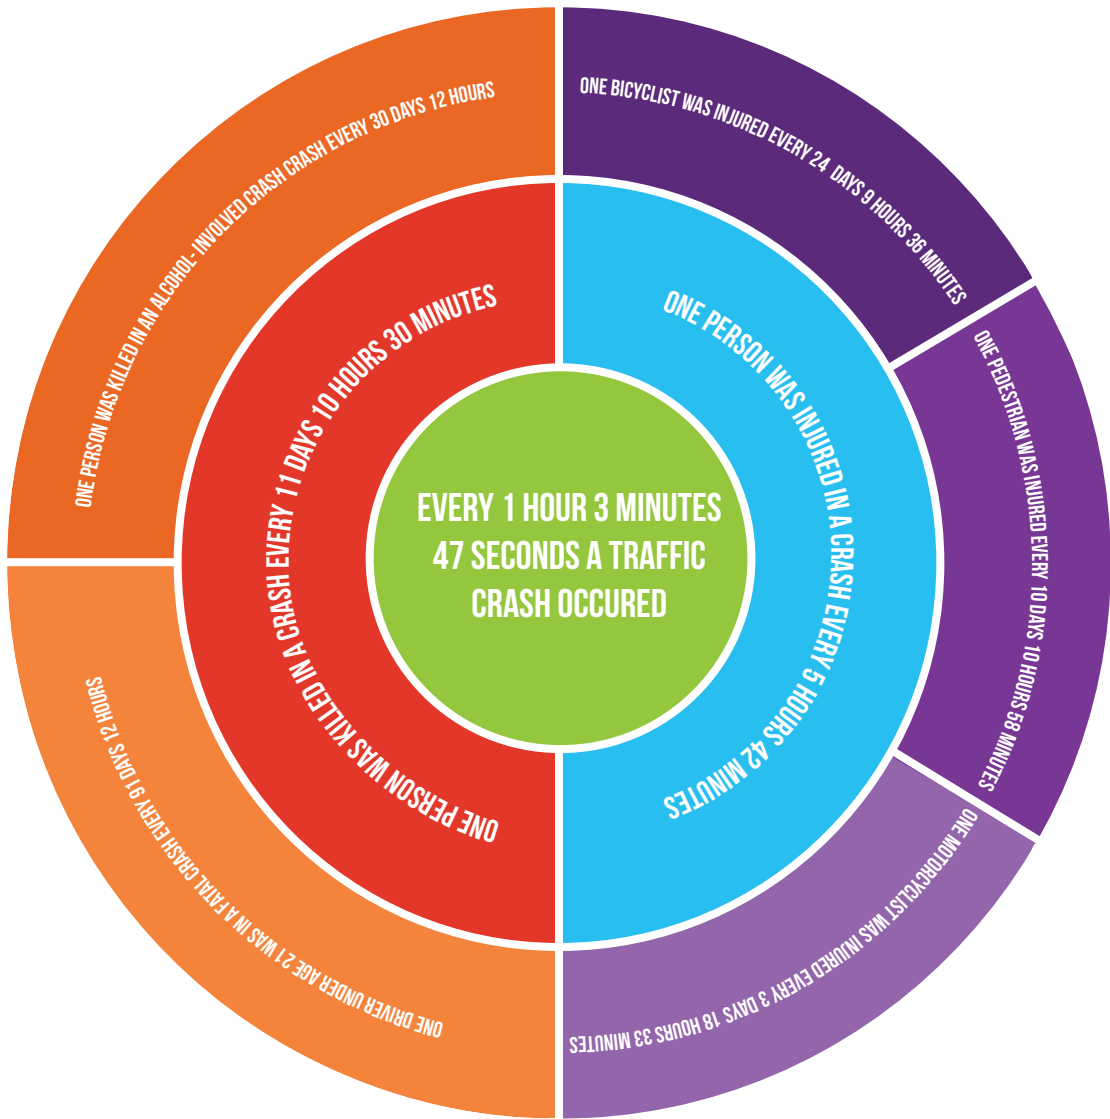 EVERY 1 HOUR 3 MINUTES
47 SECONDS A TRAFFIC
CRASH OCCURED
ONE PERSON WAS KILLED IN A CRASH EVERY 11 DAYS 10 HOURS 30 MINUTES
ONE PERSON WAS INJURED IN A CRASH EVERY 5 HOURS 42 MINUTES
ONE PERSON WAS KILLED IN AN ALCOHOL- INVOLVED CRASH CRASH EVERY 30 DAYS 12 HOURS
ONE BICYCLIST WAS INJURED EVERY 24 DAYS 9 HOURS 36 MINUTES
ONE PEDESTRIAN WAS INJURED EVERY 10 DAYS 10 HOURS 58 MINUTES
ONE MOTORCYCLIST WAS INJURED EVERY 3 DAYS 18 HOURS 33 MINUTES
ONE DRIVER UNDER AGE 21 WAS IN A FATAL CRASH EVERY 91 DAYS 12 HOURS